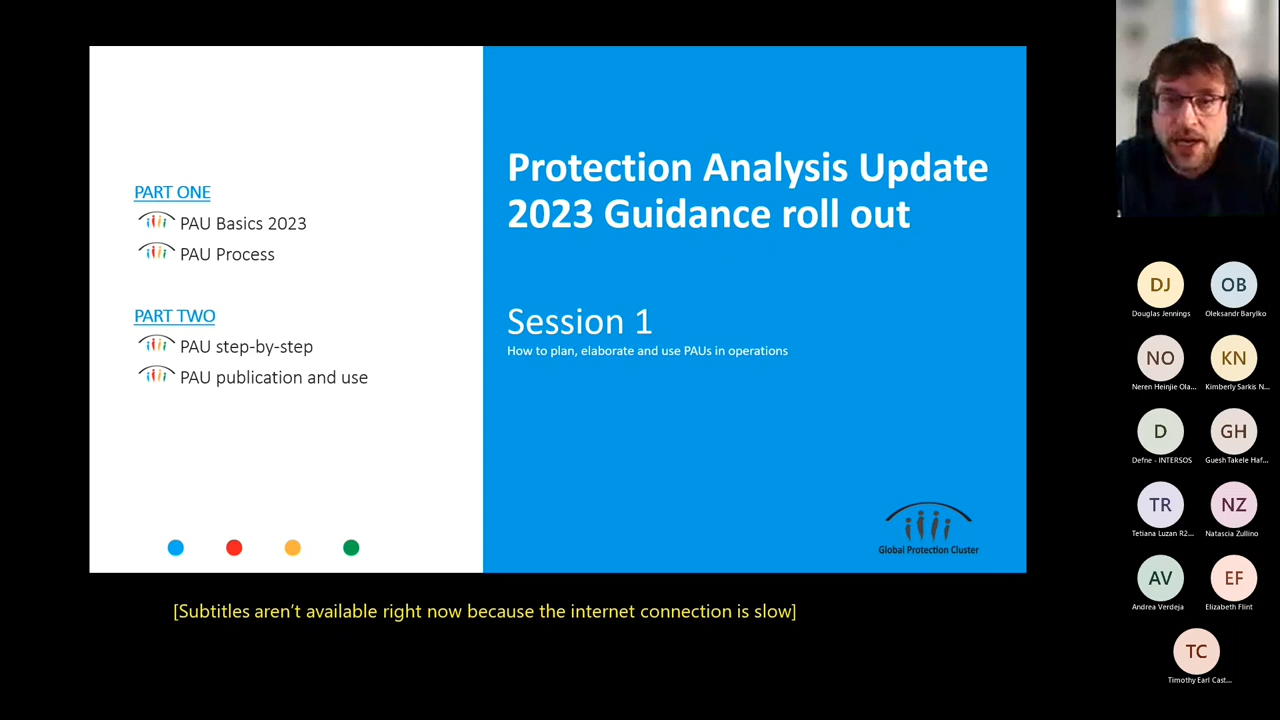 PART ONE
PAU Basics 2023
PAU Process
PART TWO
PAU step-by-step
PAU publication and use
Protection Analysis Update
2023 Guidance roll out
Session 1
How to plan, elaborate and use PAUs in operations
Global Protection Cluster
[Subtitles aren't available right now because the internet connection is slow]
DJ
OB
Douglas Jennings
Oleksandr Barylko
NO
KN
Neren Heinjie Ola...
Kimberly Sarkis N...
D
GH
Defne - INTERSOS
Guesh Takele Haf...
TR
NZ
Tetiana Luzan R2...
Natascia Zullino
AV
EF
Andrea Verdeja
Elizabeth Flint
TC
Timothy Earl Cast...